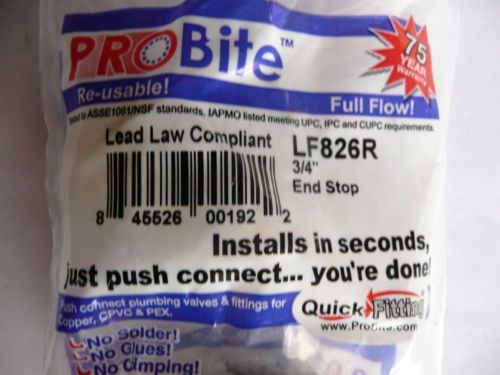 PROBite™
75
YEAR
Warranty
Re-usable!
Full Flow!
to ASSE1061/NSF standards, IAPMO listed meeting UPC, IPC and CUPC requirements.
Lead Law Compliant
LF826R
3/4"
End Stop
8 45526 00192 2
Installs in seconds,
just push connect... you're done!
Push connect plumbing valves & fittings for
Copper, CPVC & PEX.
Quick Fitting
www.ProBite.com
No Solder!
No Glues!
No Crimping!